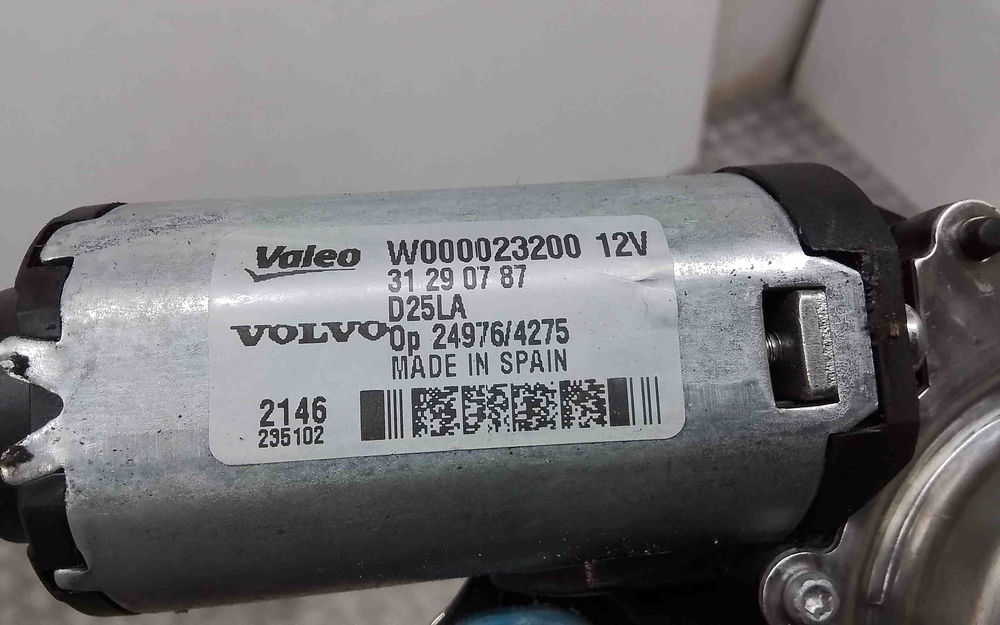 Valeo W000023200 12V
31 29 07 87
D25LA
VOLVO Op 24976/4275
MADE IN SPAIN
2146
235102